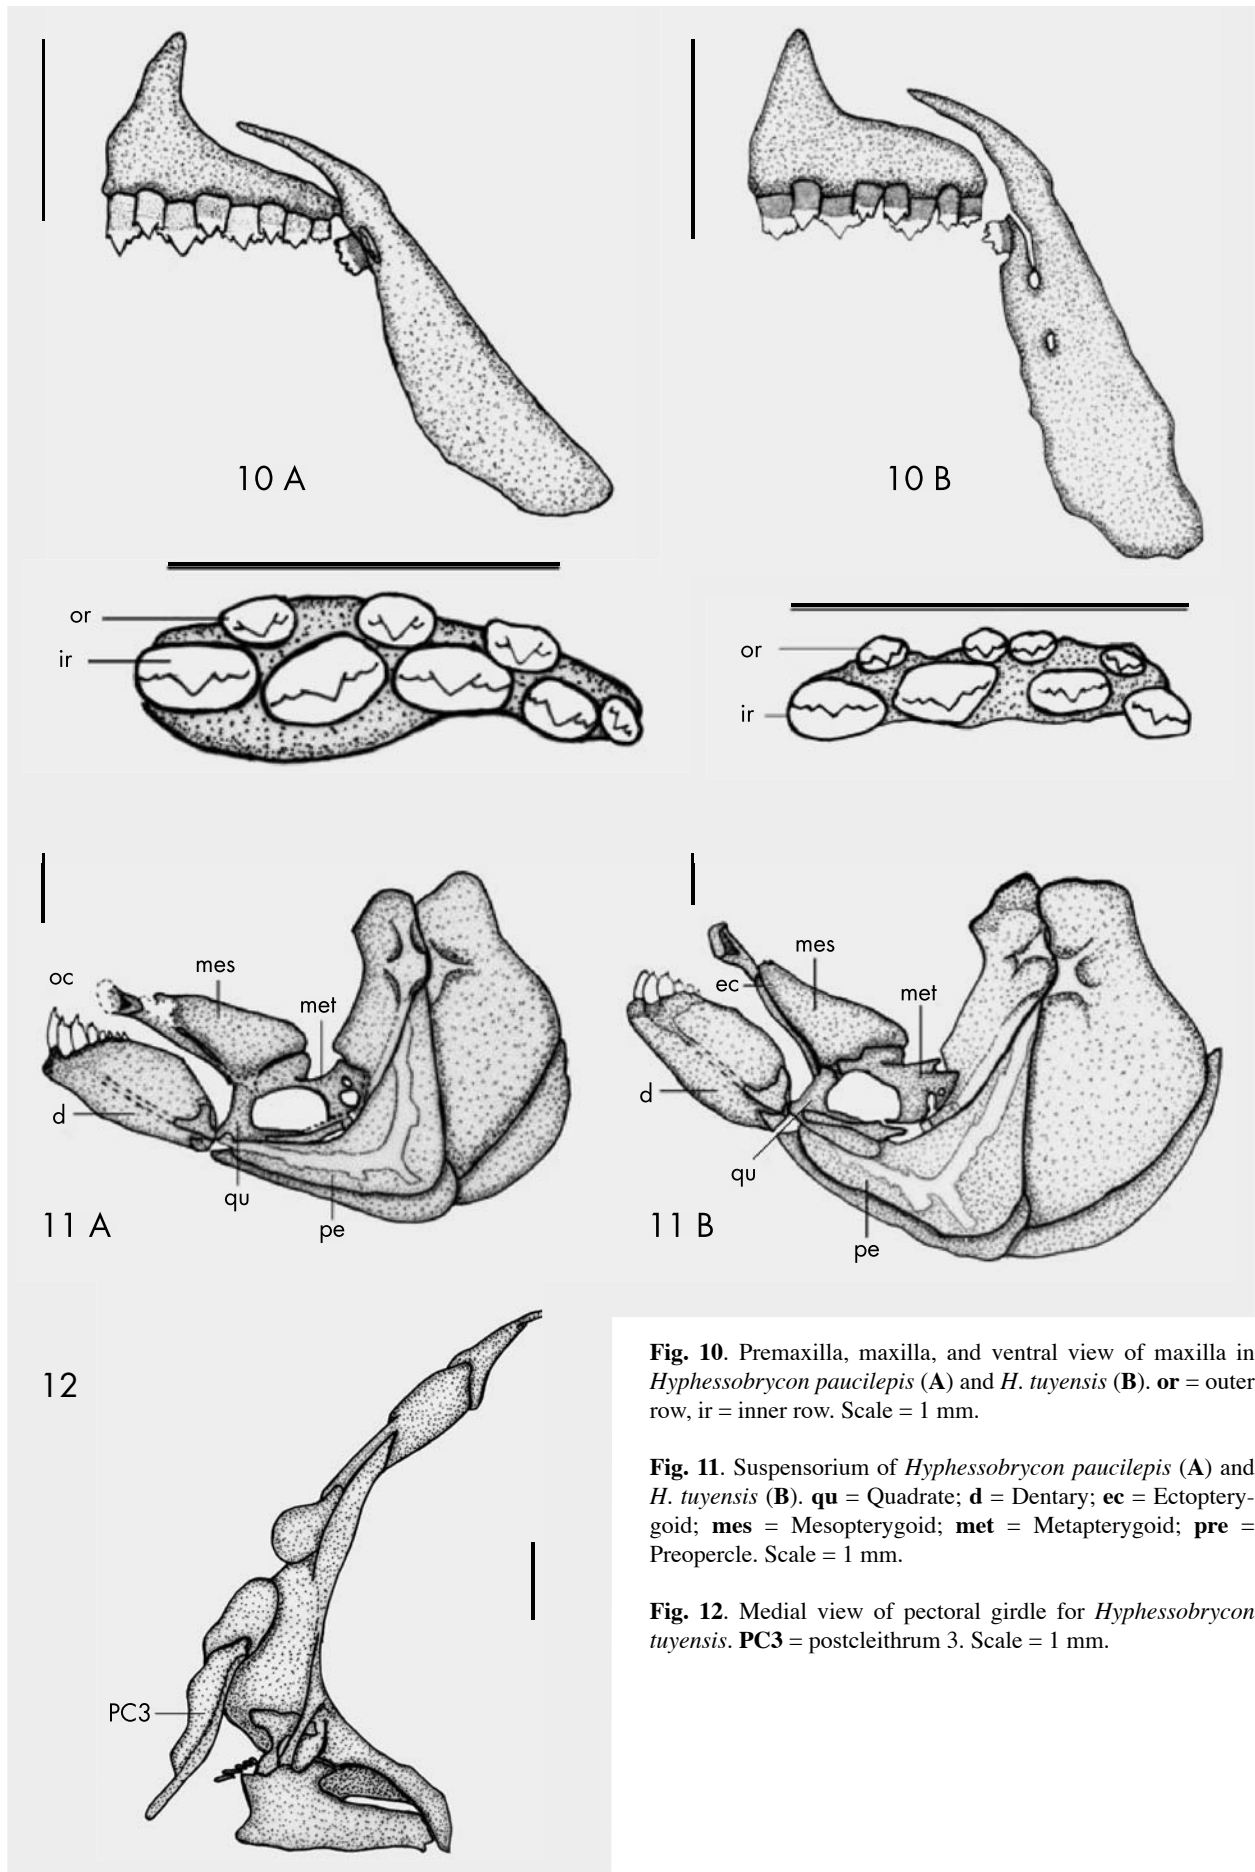 10 A
10 B
or
ir
or
ir
oc
mes
met
d
qu
pe
11 A
mes
ec
met
d
qu
pe
11 B
12
PC3
Fig. 10. Premaxilla, maxilla, and ventral view of maxilla in
Hyphessobrycon paucilepis (A) and H. tuyensis (B). or = outer
row, ir = inner row. Scale = 1 mm.
Fig. 11. Suspensorium of Hyphessobrycon paucilepis (A) and
H. tuyensis (B). qu = Quadrate; d = Dentary; ec = Ectoptery-
goid; mes = Mesopterygoid; met = Metapterygoid; pre =
Preopercle. Scale = 1 mm.
Fig. 12. Medial view of pectoral girdle for Hyphessobrycon
tuyensis. PC3 = postcleithrum 3. Scale = 1 mm.